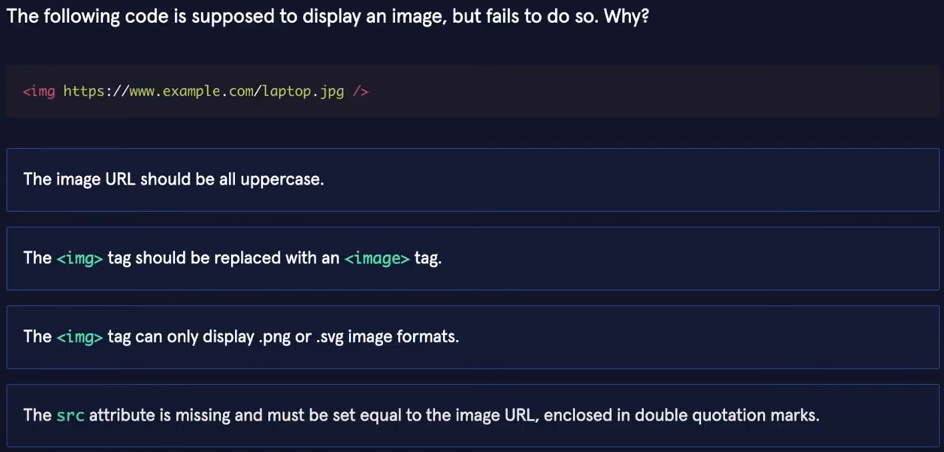 The following code is supposed to display an image, but fails to do so. Why?
<img https://www.example.com/laptop.jpg />
The image URL should be all uppercase.
The <img> tag should be replaced with an <image> tag.
The <img> tag can only display .png or .svg image formats.
The src attribute is missing and must be set equal to the image URL, enclosed in double quotation marks.